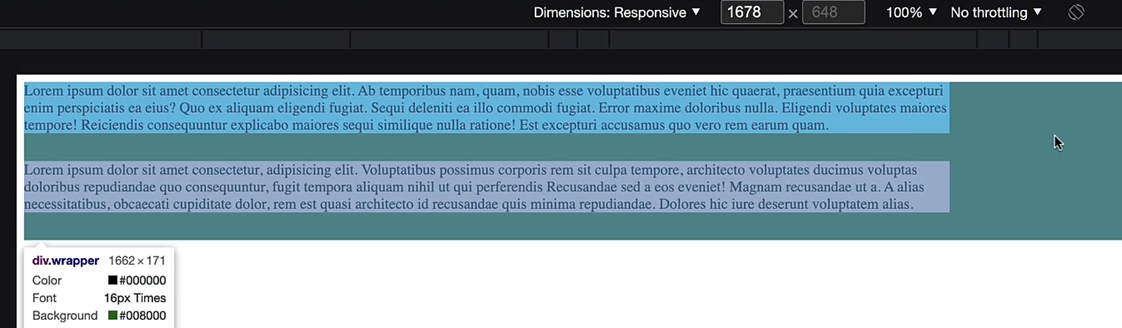 Dimensions: Responsive ▼ 1678 × 648 100% ▼ No throttling ▼
Lorem ipsum dolor sit amet consectetur adipisicing elit. Ab temporibus nam, quam, nobis esse voluptatibus eveniet hic quaerat, praesentium quia excepturi
enim perspiciatis ea eius? Quo ex aliquam eligendi fugiat. Sequi deleniti ea illo commodi fugiat. Error maxime doloribus nulla. Eligendi voluptates maiores
tempore! Reiciendis consequuntur explicabo maiores sequi similique nulla ratione! Est excepturi accusamus quo vero rem earum quam.
Lorem ipsum dolor sit amet consectetur, adipisicing elit. Voluptatibus possimus corporis rem sit culpa tempore, architecto voluptates ducimus voluptas
doloribus repudiandae quo consequuntur, fugit tempora aliquam nihil ut qui perferendis Recusandae sed a eos eveniet! Magnam recusandae ut a. A alias
necessitatibus, obcaecati cupiditate dolor, rem est quasi architecto id recusandae quis minima repudiandae. Dolores hic iure deserunt voluptatem alias.
div.wrapper 1662 × 171
Color #000000
Font 16px Times
Background #008000